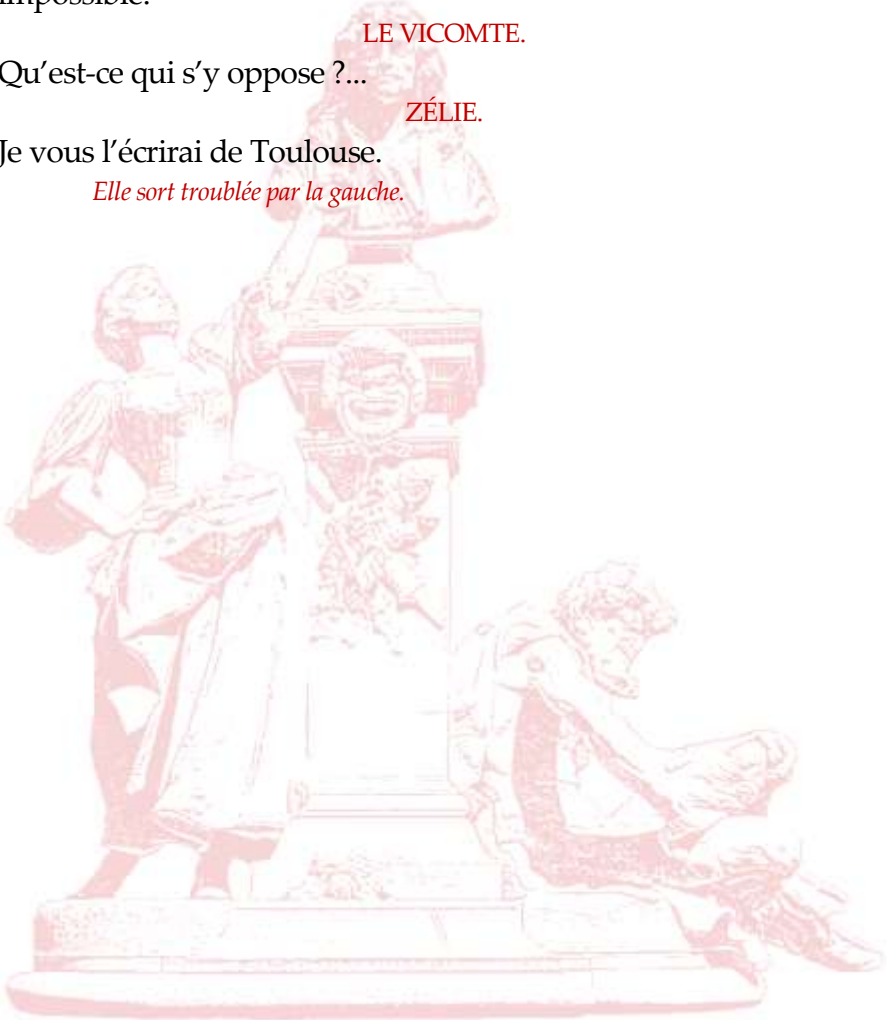 impossible.
LE VICOMTE.
Qu’est-ce qui s’y oppose ?...
ZÉLIE.
Je vous l’écrirai de Toulouse.
Elle sort troublée par la gauche.